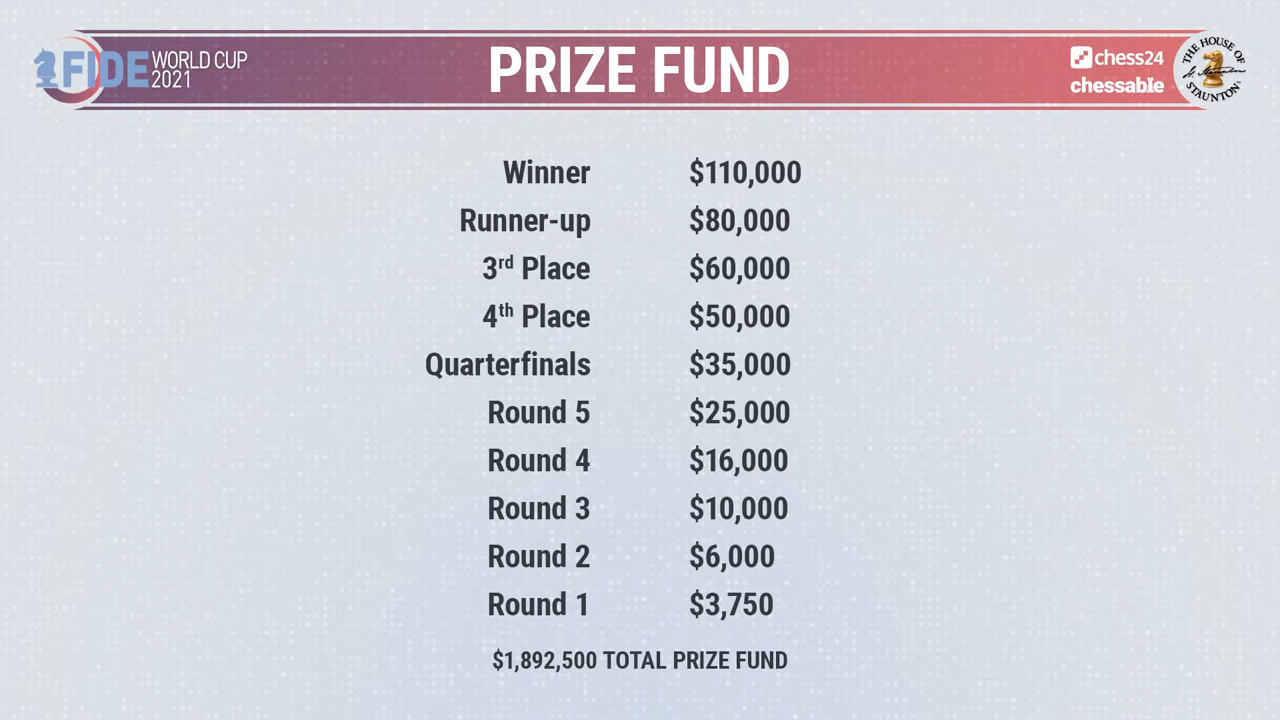 FIDE WORLD CUP 2021
PRIZE FUND
chess24
chessable
THE HOUSE OF STAUNTON
Winner $110,000
Runner-up $80,000
3rd Place $60,000
4th Place $50,000
Quarterfinals $35,000
Round 5 $25,000
Round 4 $16,000
Round 3 $10,000
Round 2 $6,000
Round 1 $3,750
$1,892,500 TOTAL PRIZE FUND